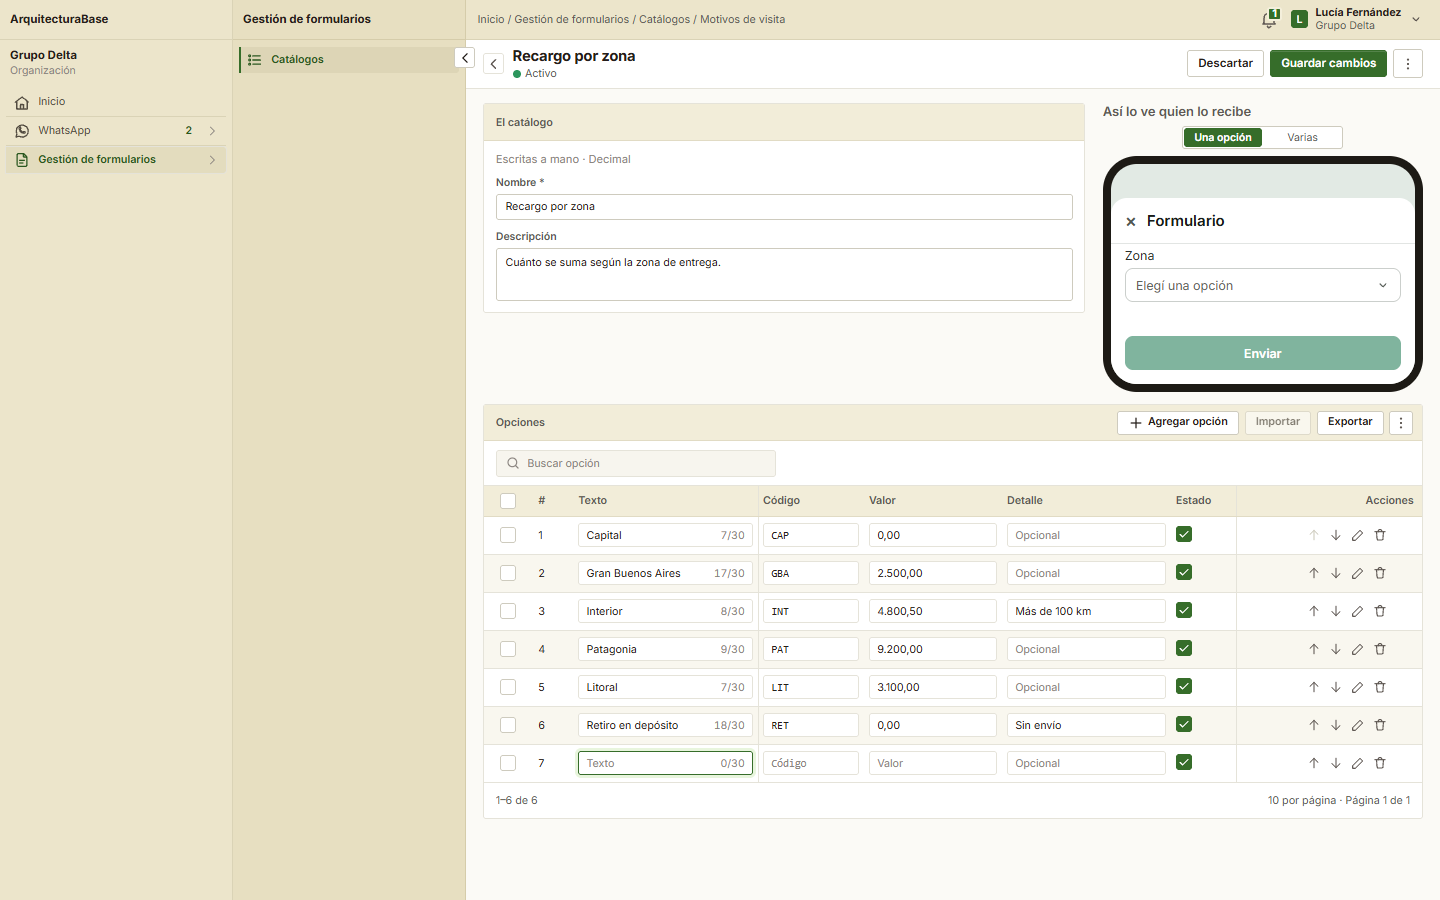 ArquitecturaBase
Grupo Delta
Organización
Inicio
WhatsApp 2
Gestión de formularios
Gestión de formularios
Catálogos
Inicio / Gestión de formularios / Catálogos / Motivos de visita
1
L
Lucía Fernández
Grupo Delta
Recargo por zona
Activo
Descartar
Guardar cambios
El catálogo
Escritas a mano · Decimal
Nombre *
Recargo por zona
Descripción
Cuánto se suma según la zona de entrega.
Así lo ve quien lo recibe
Una opción Varias
Formulario
Zona
Elegí una opción
Enviar
Opciones
Agregar opción Importar Exportar
Buscar opción
# Texto Código Valor Detalle Estado Acciones
1 Capital 7/30 CAP 0,00 Opcional
2 Gran Buenos Aires 17/30 GBA 2.500,00 Opcional
3 Interior 8/30 INT 4.800,50 Más de 100 km
4 Patagonia 9/30 PAT 9.200,00 Opcional
5 Litoral 7/30 LIT 3.100,00 Opcional
6 Retiro en depósito 18/30 RET 0,00 Sin envío
7 Texto 0/30 Código Valor Opcional
1–6 de 6
10 por página · Página 1 de 1